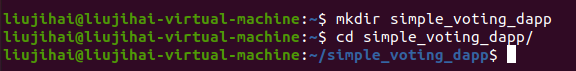 liujihai@liujihai-virtual-machine:~$ mkdir simple_voting_dapp
liujihai@liujihai-virtual-machine:~$ cd simple_voting_dapp/
liujihai@liujihai-virtual-machine:~/simple_voting_dapp$